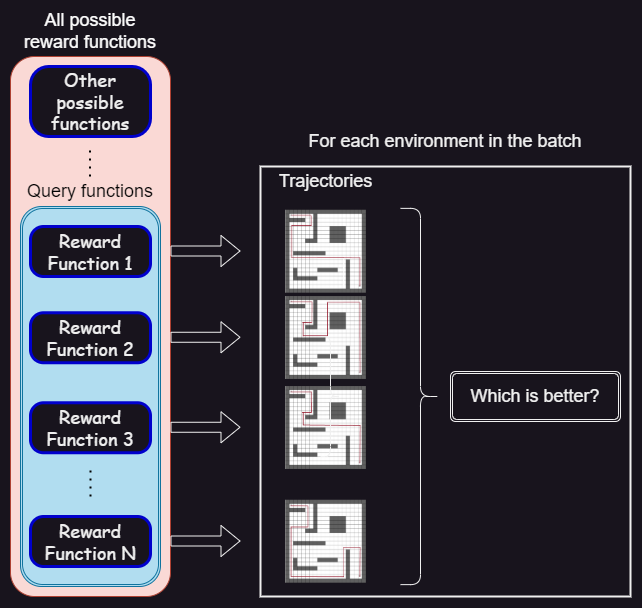 All possible
reward functions
Other
possible
functions
Query functions
Reward
Function 1
Reward
Function 2
Reward
Function 3
Reward
Function N
For each environment in the batch
Trajectories
Which is better?